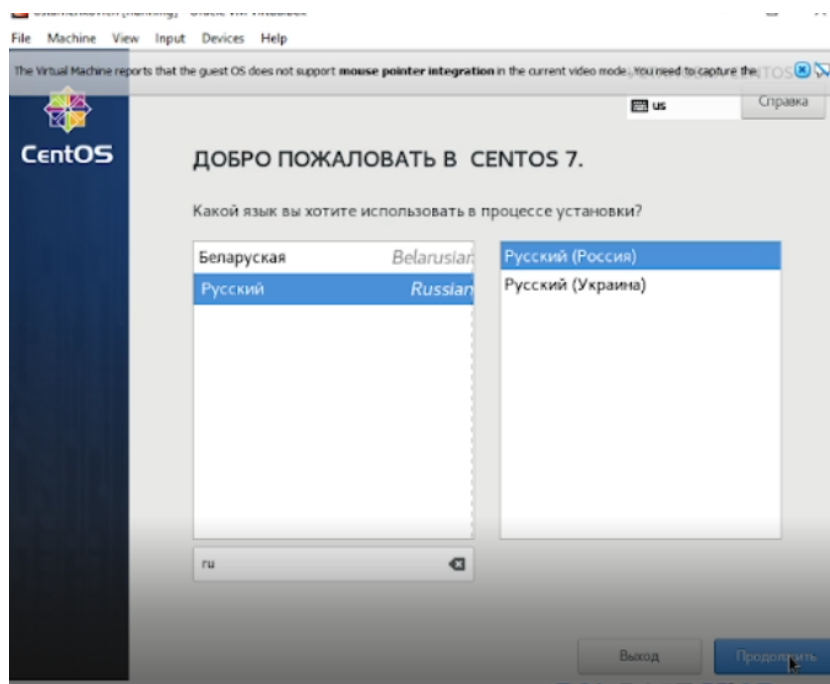 File Machine View Input Devices Help
The Virtual Machine reports that the guest OS does not support mouse pointer integration in the current video mode. You need to capture the
us
Справка
CentOS
ДОБРО ПОЖАЛОВАТЬ В CENTOS 7.
Какой язык вы хотите использовать в процессе установки?
Беларуская Belarusian
Русский Russian
Русский (Россия)
Русский (Украина)
ru
Выход
Продолжить